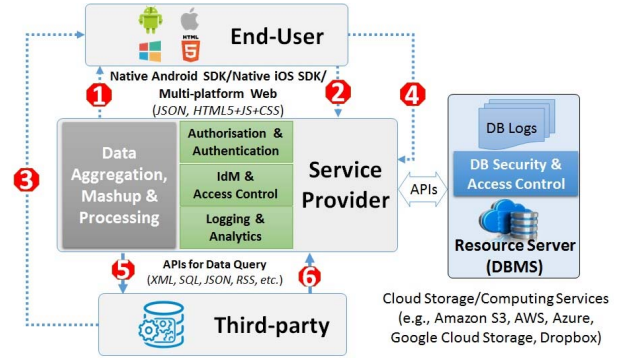 HTML
5
End-User
1
Native Android SDK/Native iOS SDK/
Multi-platform Web
(JSON, HTML5+JS+CSS)
2
4
3
Data
Aggregation,
Mashup &
Processing
Authorisation &
Authentication
IdM &
Access Control
Logging &
Analytics
Service
Provider
APIs
DB Logs
DB Security &
Access Control
Resource Server
(DBMS)
5
APIs for Data Query
(XML, SQL, JSON, RSS, etc.)
6
Third-party
Cloud Storage/Computing Services
(e.g., Amazon S3, AWS, Azure,
Google Cloud Storage, Dropbox)